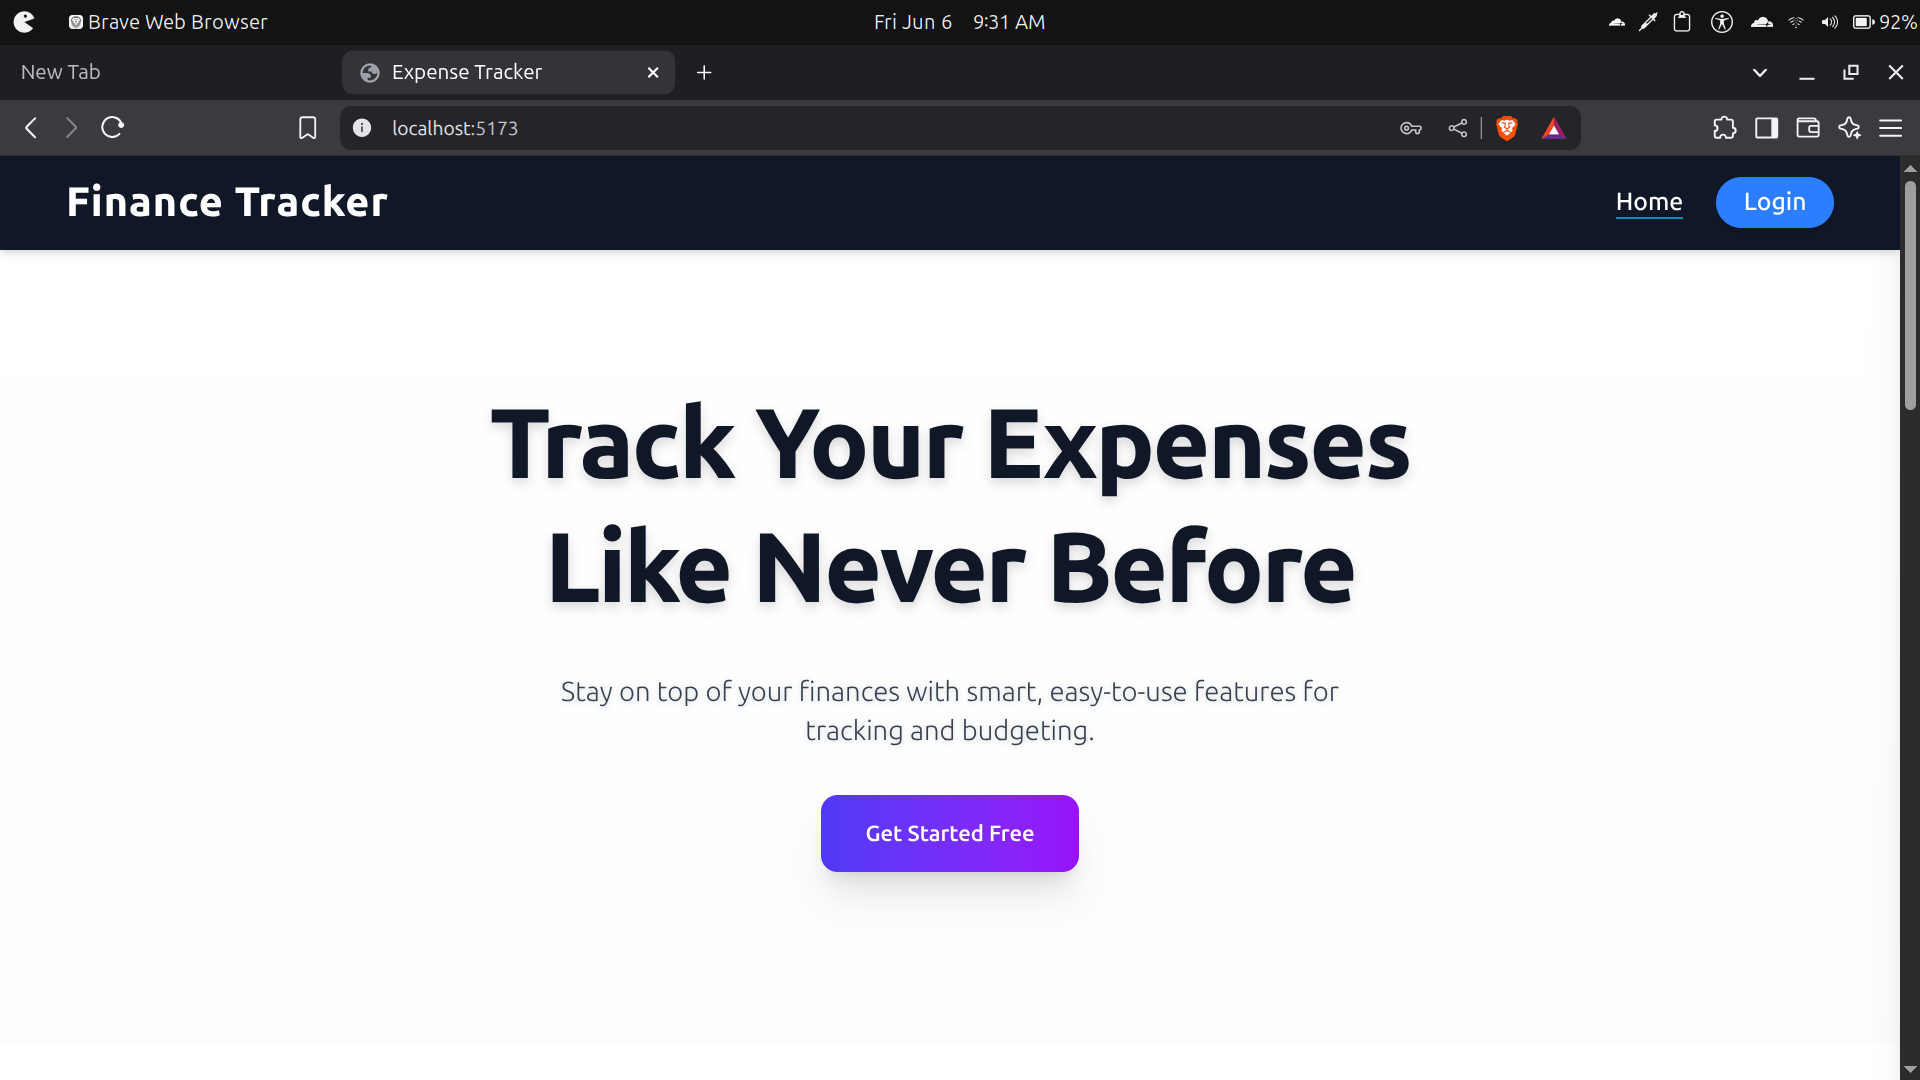 Brave Web Browser
Fri Jun 6 9:31 AM
92%
New Tab
Expense Tracker
localhost:5173
Finance Tracker
Home
Login
Track Your Expenses
Like Never Before
Stay on top of your finances with smart, easy-to-use features for
tracking and budgeting.
Get Started Free